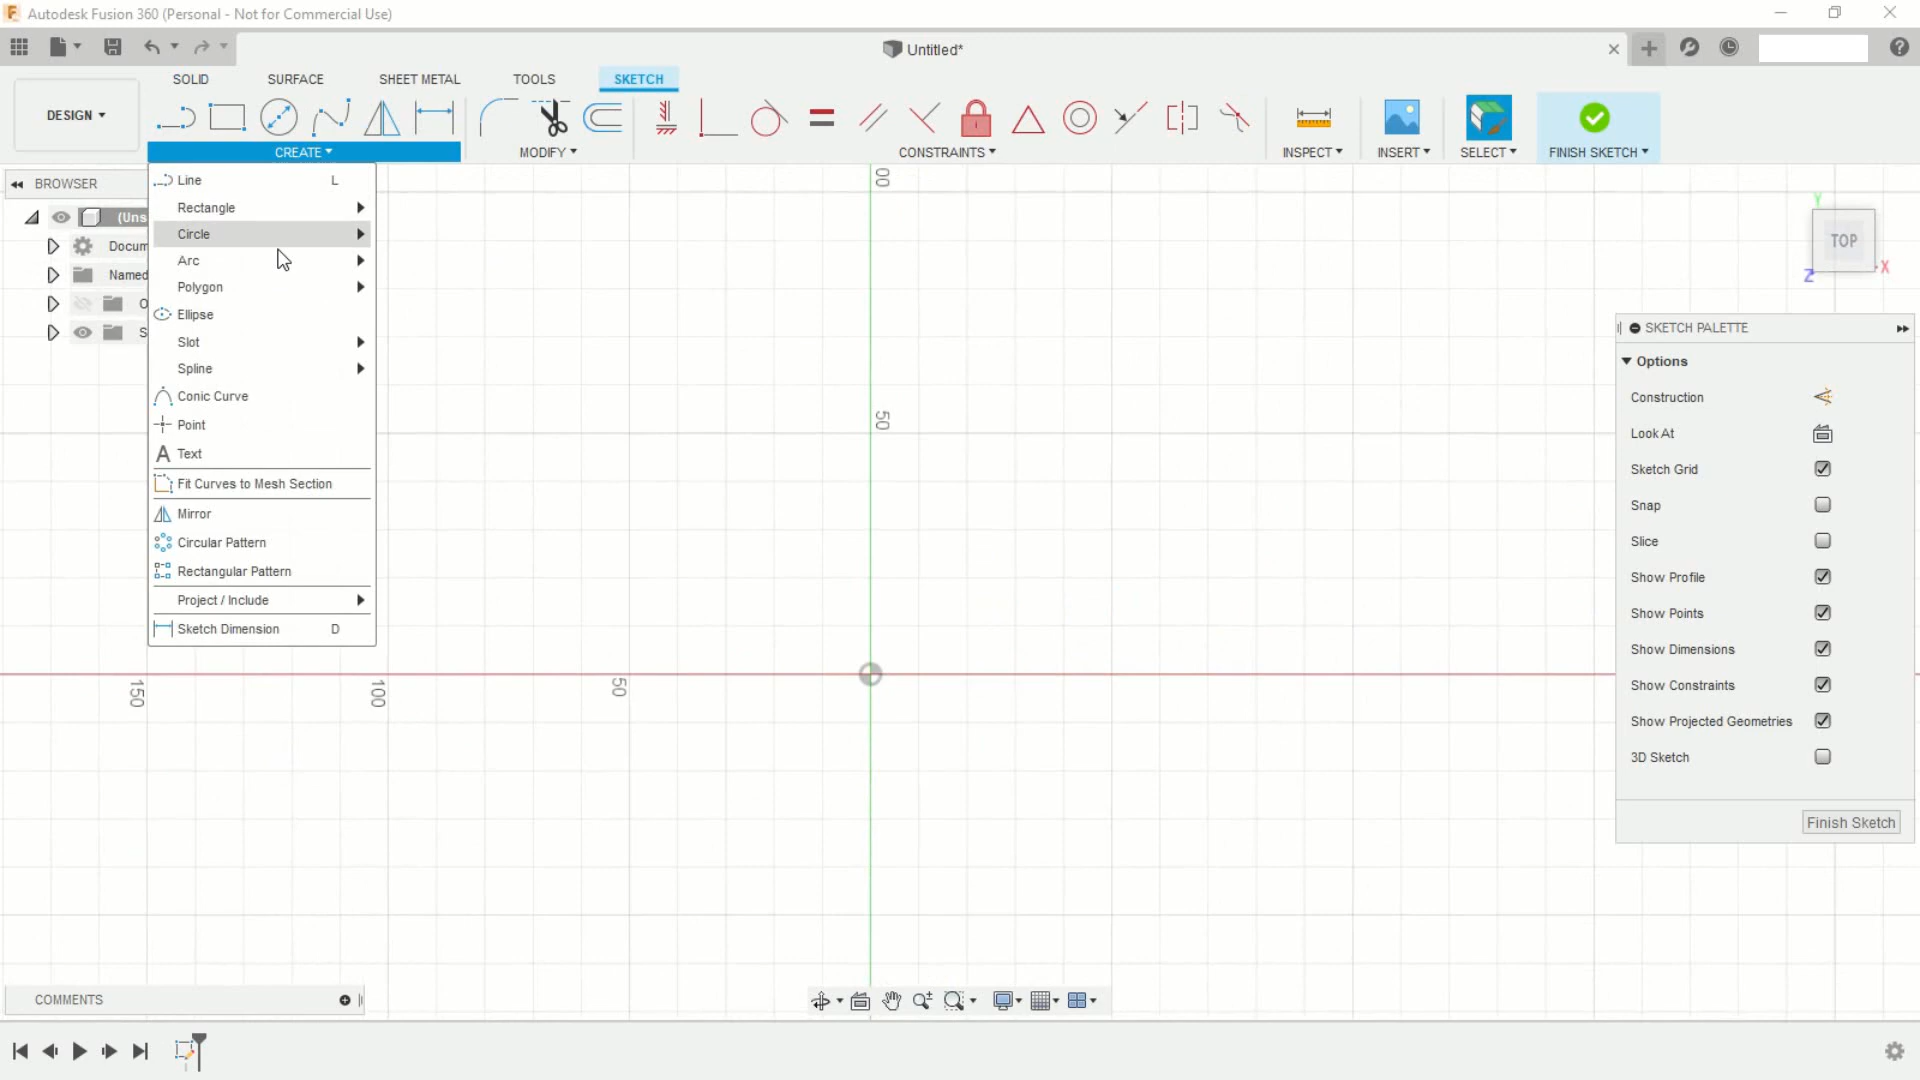 Autodesk Fusion 360 (Personal - Not for Commercial Use)
Untitled*
SOLID
SURFACE
SHEET METAL
TOOLS
SKETCH
DESIGN
CREATE
MODIFY
CONSTRAINTS
INSPECT
INSERT
SELECT
FINISH SKETCH
BROWSER
(Uns
Docum
Named
O
S
Line L
Rectangle
Circle
Arc
Polygon
Ellipse
Slot
Spline
Conic Curve
Point
Text
Fit Curves to Mesh Section
Mirror
Circular Pattern
Rectangular Pattern
Project / Include
Sketch Dimension D
00
50
150
100
50
TOP
Y
X
Z
SKETCH PALETTE
Options
Construction
Look At
Sketch Grid
Snap
Slice
Show Profile
Show Points
Show Dimensions
Show Constraints
Show Projected Geometries
3D Sketch
Finish Sketch
COMMENTS